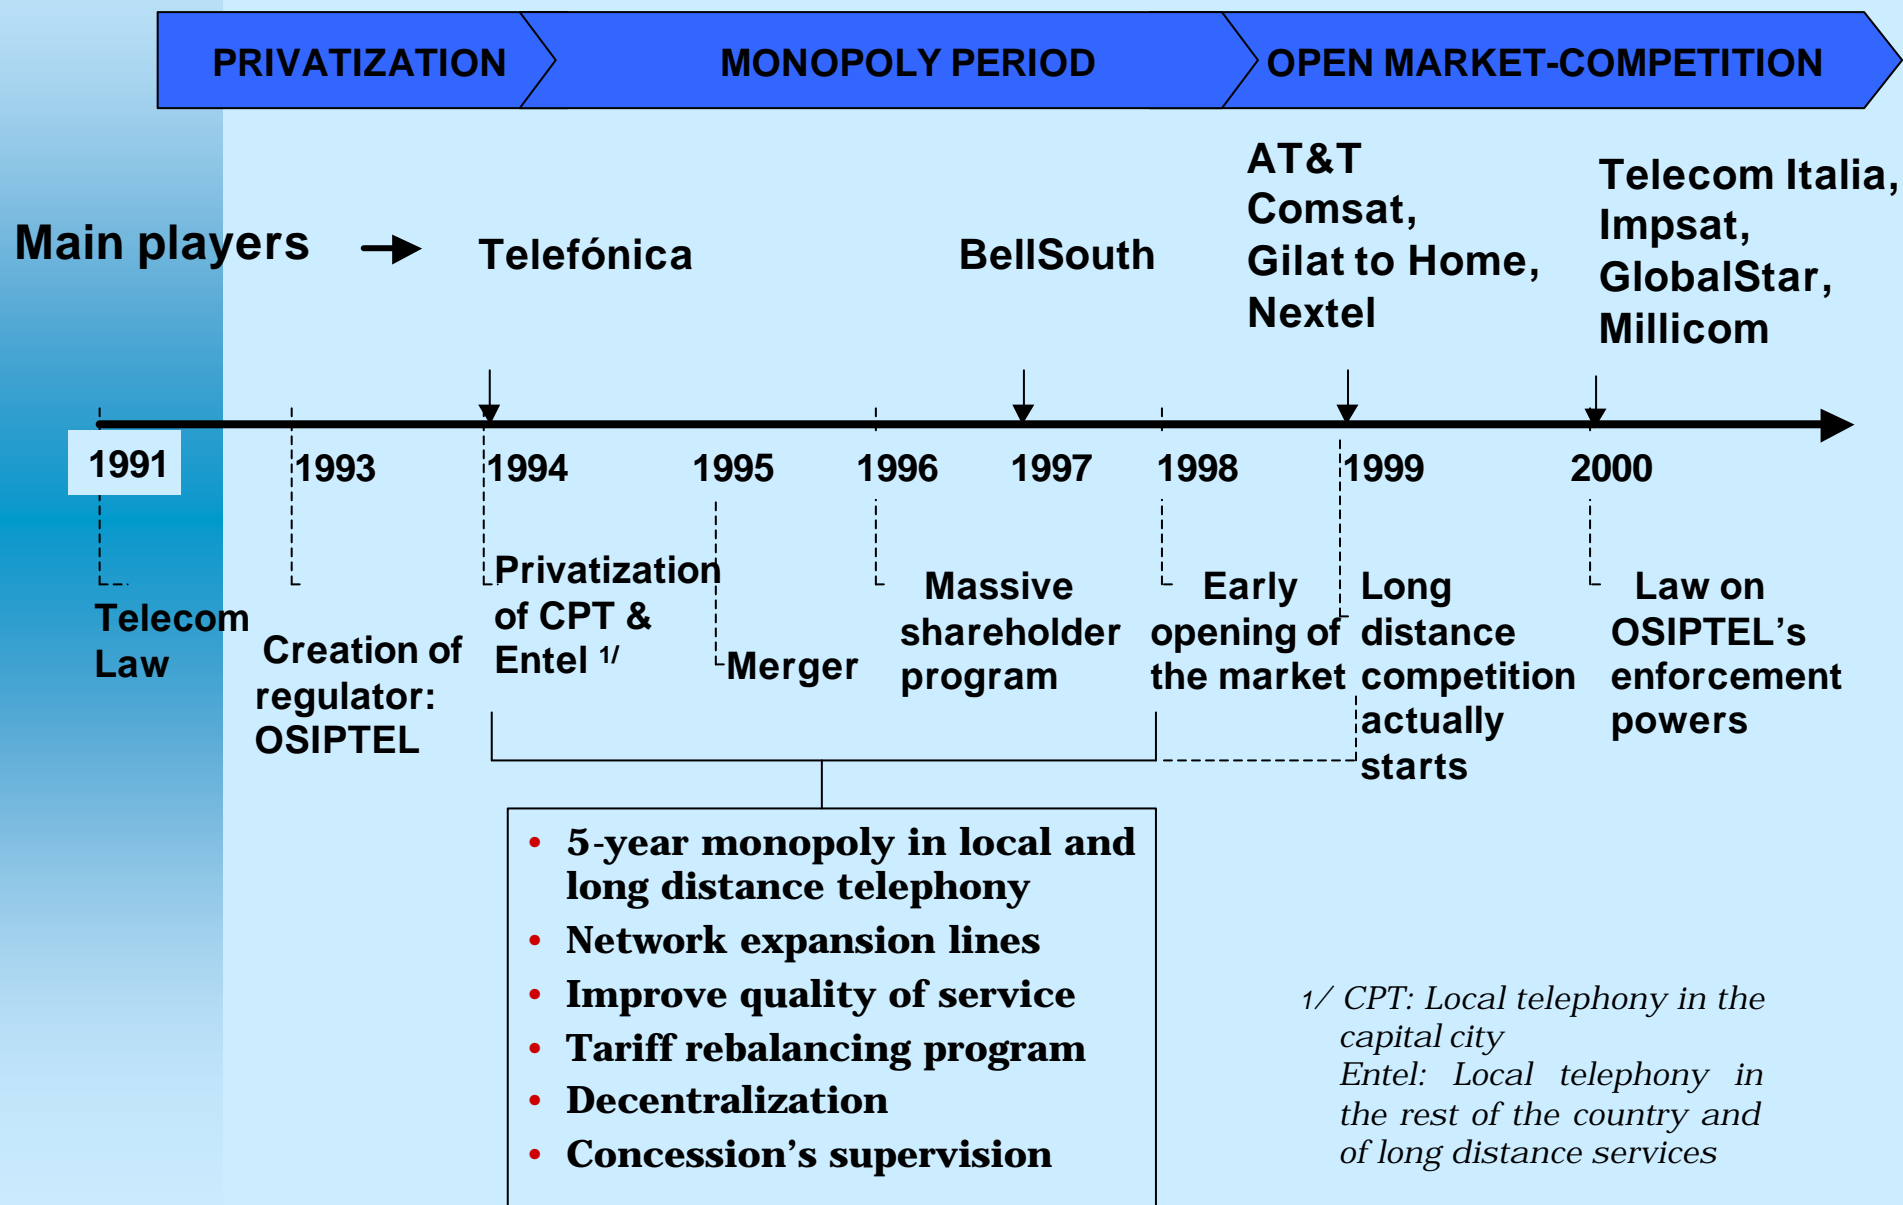 PRIVATIZATION
MONOPOLY PERIOD
OPEN MARKET-COMPETITION
Main players
Telefónica
BellSouth
AT&T
Comsat,
Gilat to Home,
Nextel
Telecom Italia,
Impsat,
GlobalStar,
Millicom
1991
1993
1994
1995
1996
1997
1998
1999
2000
Telecom
Law
Creation of
regulator:
OSIPTEL
Privatization
of CPT &
Entel 1/
Merger
Massive
shareholder
program
Early
opening of
the market
Long
distance
competition
actually
starts
Law on
OSIPTEL’s
enforcement
powers
• 5-year monopoly in local and
long distance telephony
• Network expansion lines
• Improve quality of service
• Tariff rebalancing program
• Decentralization
• Concession’s supervision
1/ CPT: Local telephony in the
capital city
Entel: Local telephony in
the rest of the country and
of long distance services